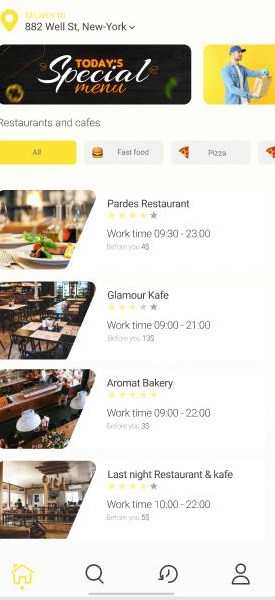 DELIVER TO
882 Well St, New-York
TODAY'S
Special
menu
Restaurants and cafes
All
Fast food
Pizza
Pardes Restaurant
Work time 09:30 - 23:00
Before you 4$
Glamour Kafe
Work time 09:00 - 21:00
Before you 13$
Aromat Bakery
Work time 09:00 - 22:00
Before you 3$
Last night Restaurant & kafe
Work time 10:00 - 22:00
Before you 5$